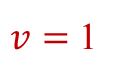 v = 1